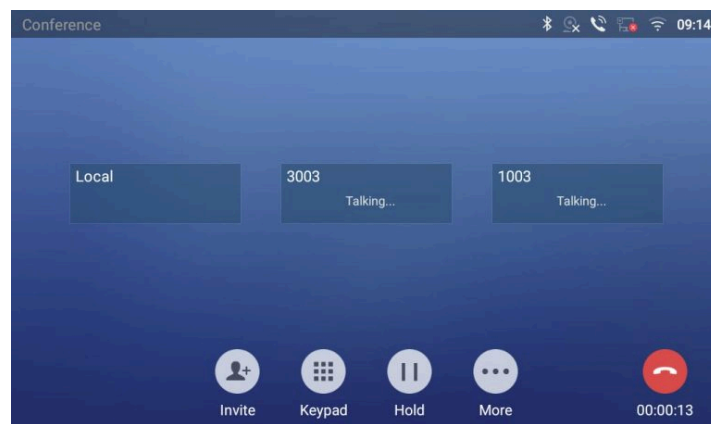 Conference 09:14
Local 3003 1003
Talking... Talking...
Invite Keypad Hold More 00:00:13